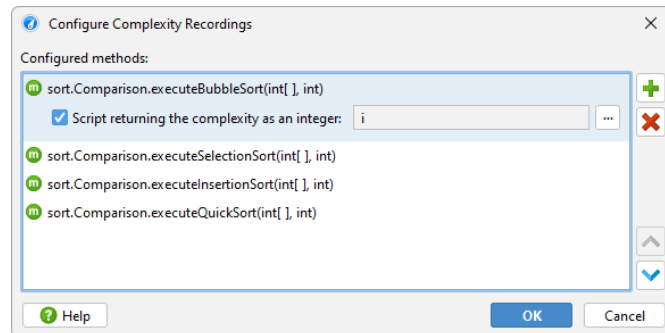 Configure Complexity Recordings
Configured methods:
m sort.Comparison.executeBubbleSort(int[ ], int)
Script returning the complexity as an integer: i ...
m sort.Comparison.executeSelectionSort(int[ ], int)
m sort.Comparison.executeInsertionSort(int[ ], int)
m sort.Comparison.executeQuickSort(int[ ], int)
? Help OK Cancel